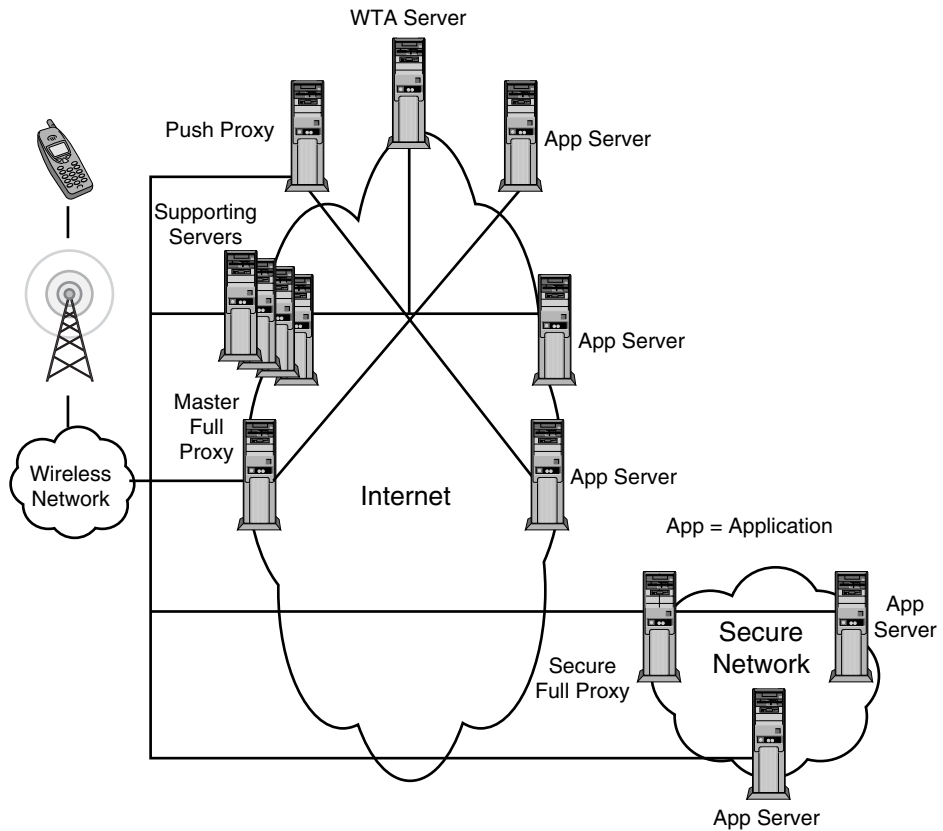 WTA Server
Push Proxy
App Server
Supporting
Servers
App Server
Master
Full
Proxy
App Server
Wireless
Network
Internet
App = Application
App
Server
Secure
Network
Secure
Full Proxy
App Server